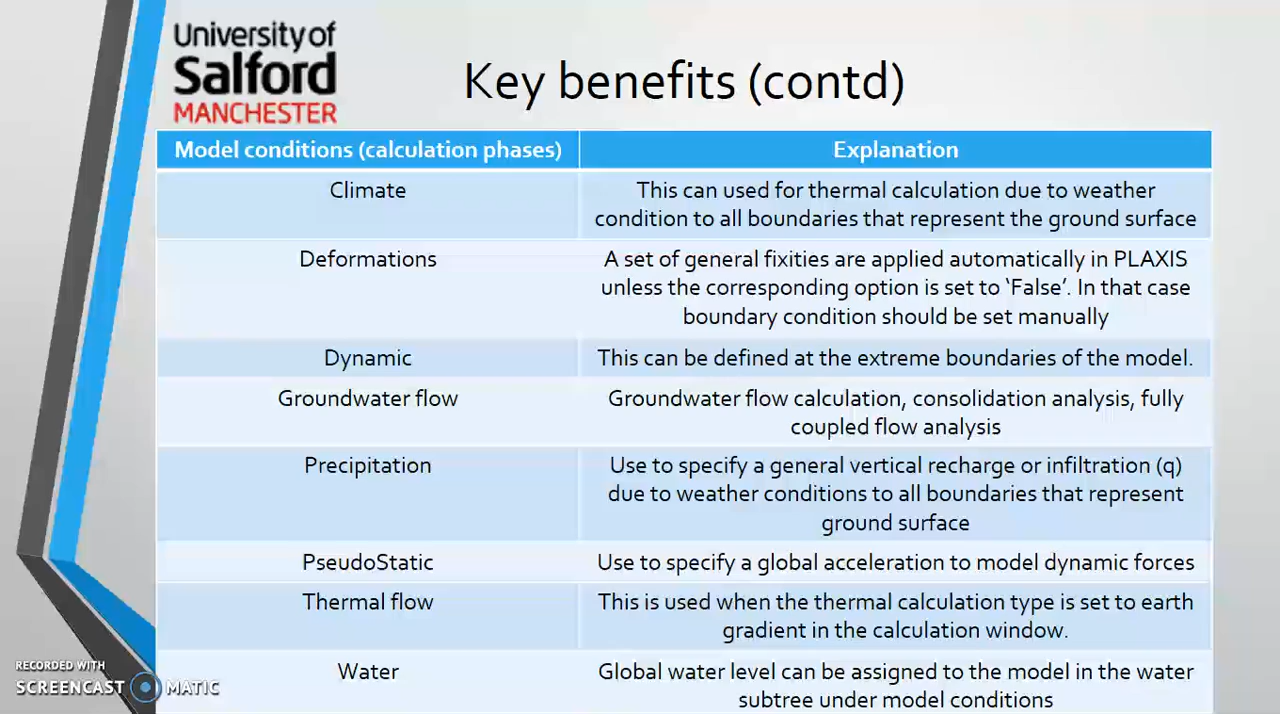 University of
Salford
MANCHESTER
Key benefits (contd)
Model conditions (calculation phases)
Explanation
Climate
This can used for thermal calculation due to weather
condition to all boundaries that represent the ground surface
Deformations
A set of general fixities are applied automatically in PLAXIS
unless the corresponding option is set to ‘False’. In that case
boundary condition should be set manually
Dynamic
This can be defined at the extreme boundaries of the model.
Groundwater flow
Groundwater flow calculation, consolidation analysis, fully
coupled flow analysis
Precipitation
Use to specify a general vertical recharge or infiltration (q)
due to weather conditions to all boundaries that represent
ground surface
PseudoStatic
Use to specify a global acceleration to model dynamic forces
Thermal flow
This is used when the thermal calculation type is set to earth
gradient in the calculation window.
Water
Global water level can be assigned to the model in the water
subtree under model conditions
RECORDED WITH
SCREENCAST MATIC